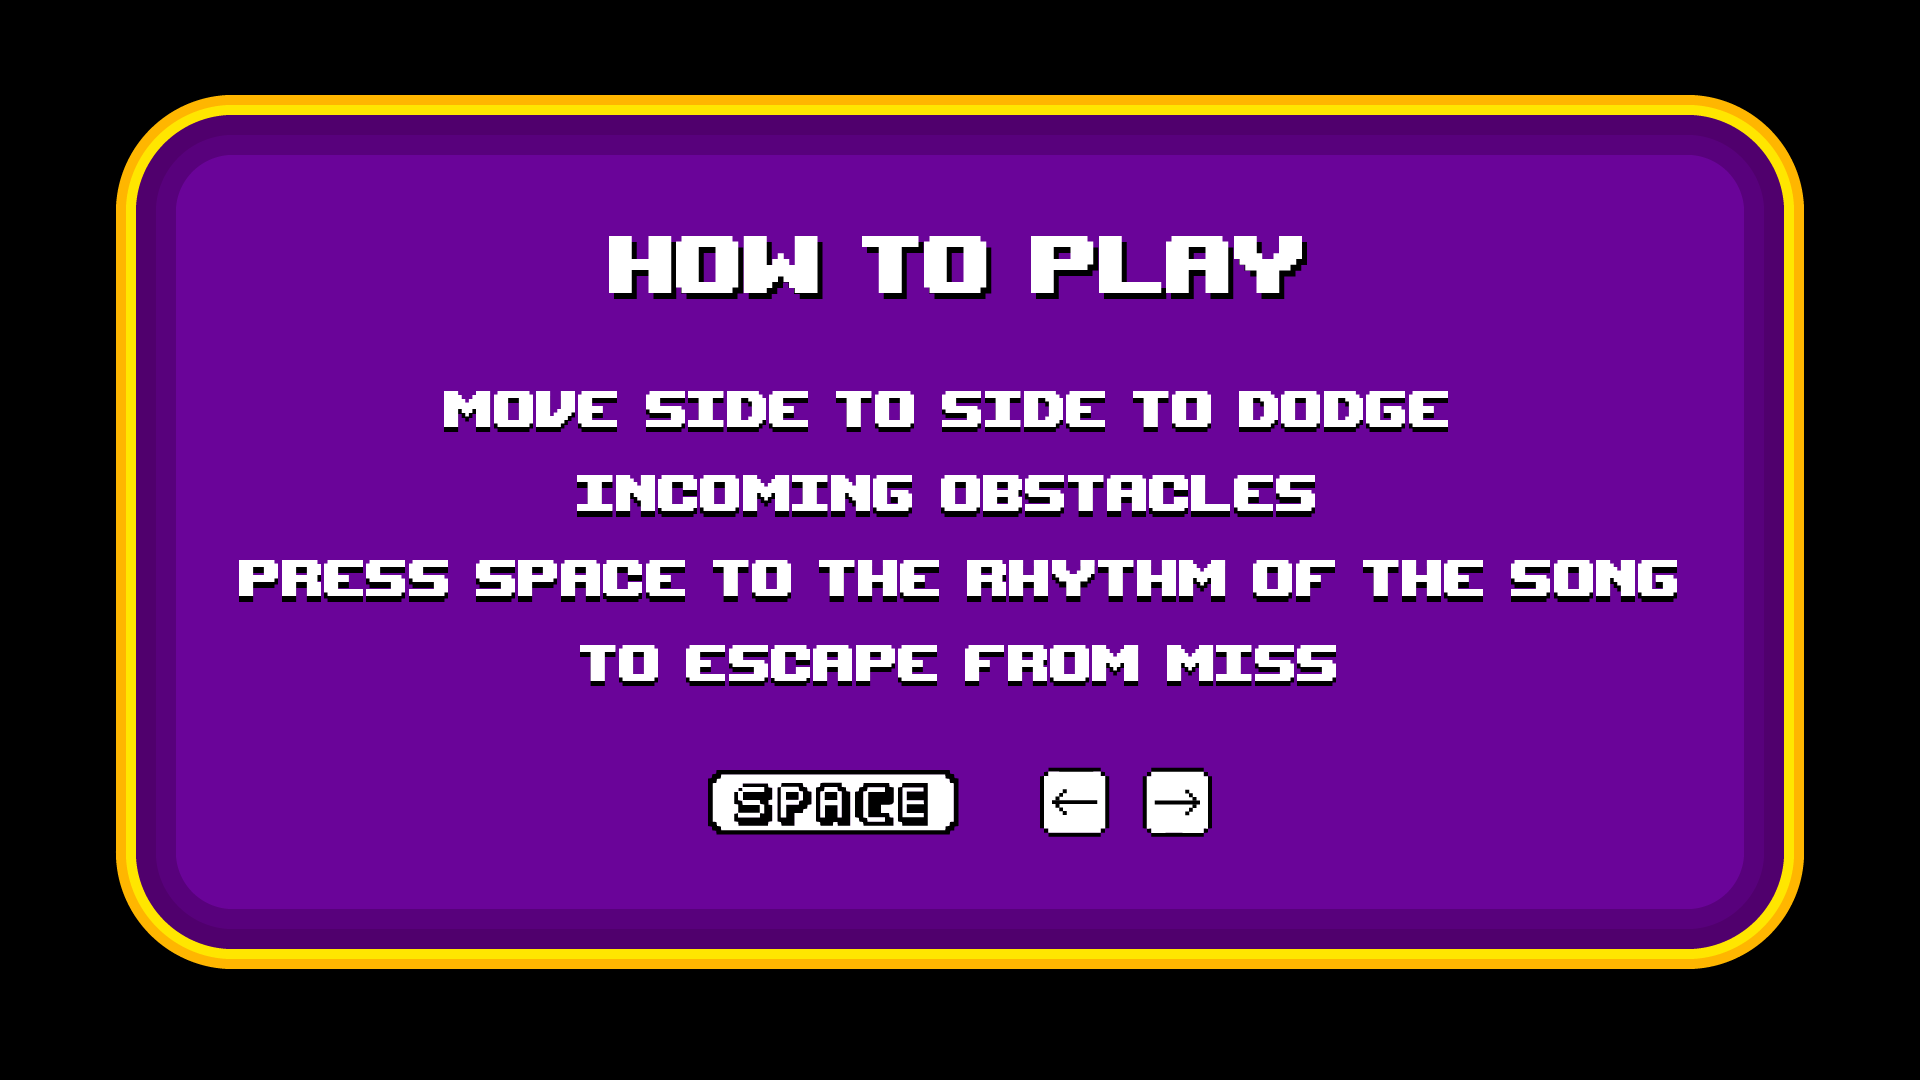 HOW TO PLAY
MOVE SIDE TO SIDE TO DODGE
INCOMING OBSTACLES
PRESS SPACE TO THE RHYTHM OF THE SONG
TO ESCAPE FROM MISS
SPACE ← →